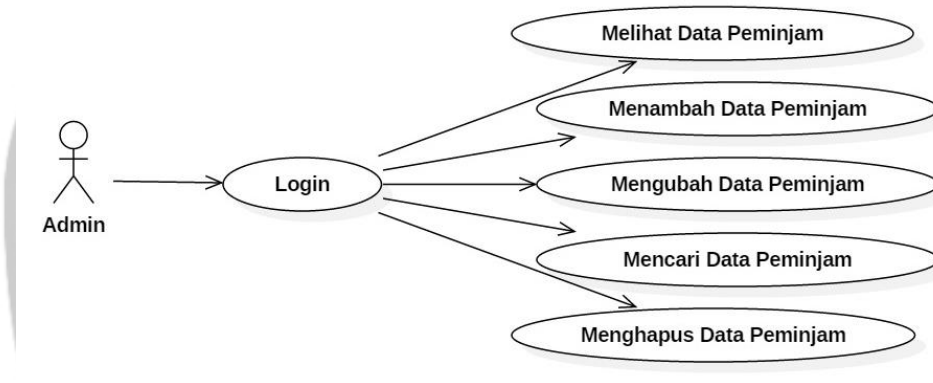 Melihat Data Peminjam
Menambah Data Peminjam
Login
Mengubah Data Peminjam
Admin
Mencari Data Peminjam
Menghapus Data Peminjam